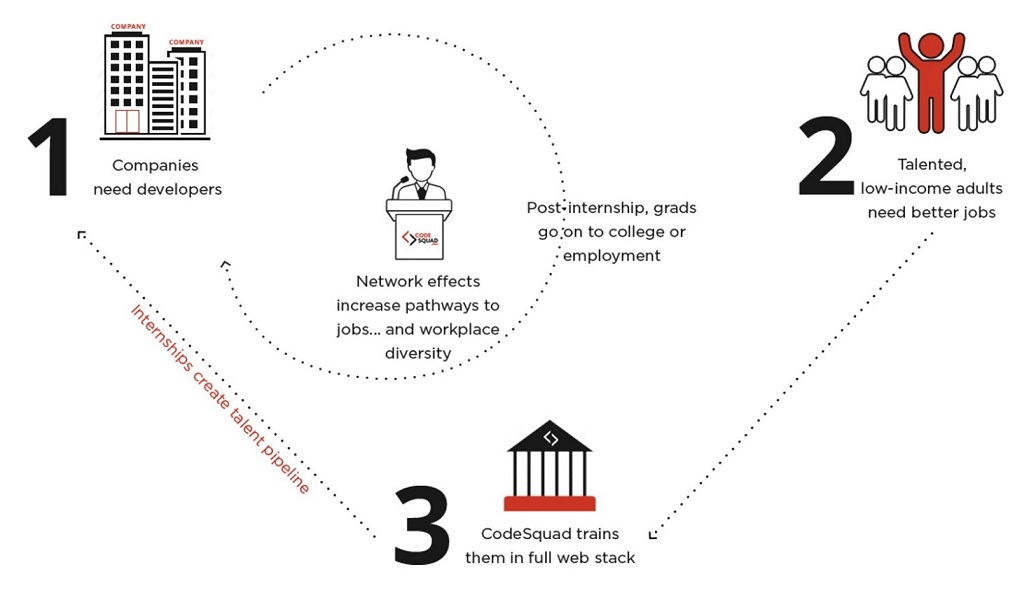 COMPANY
COMPANY
1
Companies
need developers
2
Talented,
low-income adults
need better jobs
CODE
SQUAD
Post-internship, grads
go on to college or
employment
Network effects
increase pathways to
jobs... and workplace
diversity
Internships create talent pipeline
3
CodeSquad trains
them in full web stack